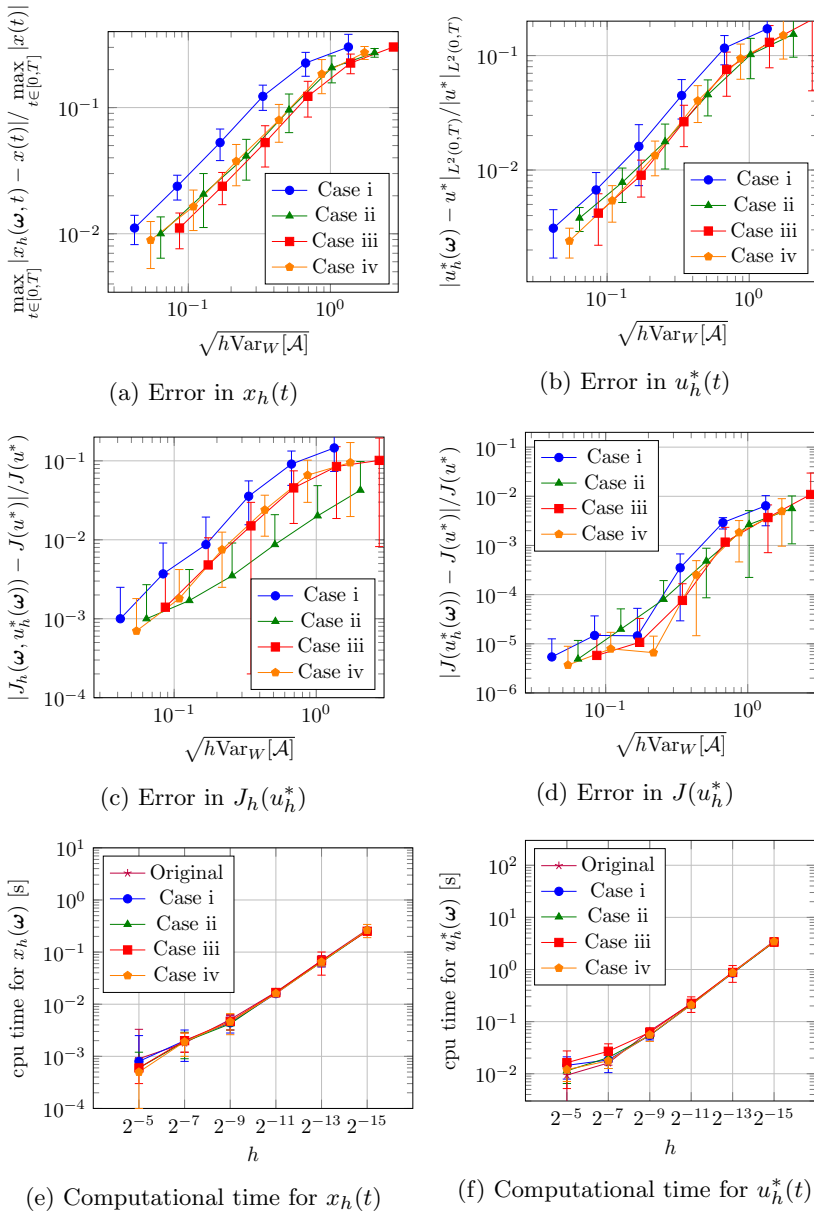 max t∈[0,T] |x_h(ω, t) − x(t)| / max t∈[0,T] |x(t)|
10^{−1}
10^{−2}
Case i
Case ii
Case iii
Case iv
10^{−1}
10^0
√hVar_W[𝒜]
(a) Error in x_h(t)
|u_h^*(ω) − u^*|_{L^2(0,T)}/|u^*|_{L^2(0,T)}
10^{−1}
10^{−2}
Case i
Case ii
Case iii
Case iv
10^{−1}
10^0
√hVar_W[𝒜]
(b) Error in u_h^*(t)
|J_h(ω, u_h^*(ω)) − J(u^*)|/J(u^*)
10^{−1}
10^{−2}
10^{−3}
10^{−4}
Case i
Case ii
Case iii
Case iv
10^{−1}
10^0
√hVar_W[𝒜]
(c) Error in J_h(u_h^*)
|J(u_h^*(ω)) − J(u^*)|/J(u^*)
10^{−1}
10^{−2}
10^{−3}
10^{−4}
10^{−5}
10^{−6}
Case i
Case ii
Case iii
Case iv
10^{−1}
10^0
√hVar_W[𝒜]
(d) Error in J(u_h^*)
cpu time for x_h(ω) [s]
10^1
10^0
10^{−1}
10^{−2}
10^{−3}
10^{−4}
Original
Case i
Case ii
Case iii
Case iv
2^{−5} 2^{−7} 2^{−9} 2^{−11} 2^{−13} 2^{−15}
h
(e) Computational time for x_h(t)
cpu time for u_h^*(ω) [s]
10^2
10^1
10^0
10^{−1}
10^{−2}
Original
Case i
Case ii
Case iii
Case iv
2^{−5} 2^{−7} 2^{−9} 2^{−11} 2^{−13} 2^{−15}
h
(f) Computational time for u_h^*(t)